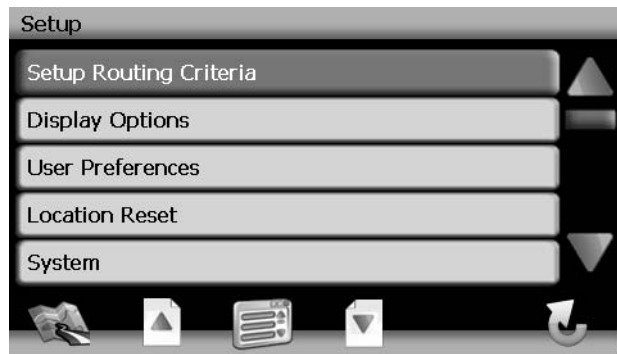 Setup
Setup Routing Criteria
Display Options
User Preferences
Location Reset
System